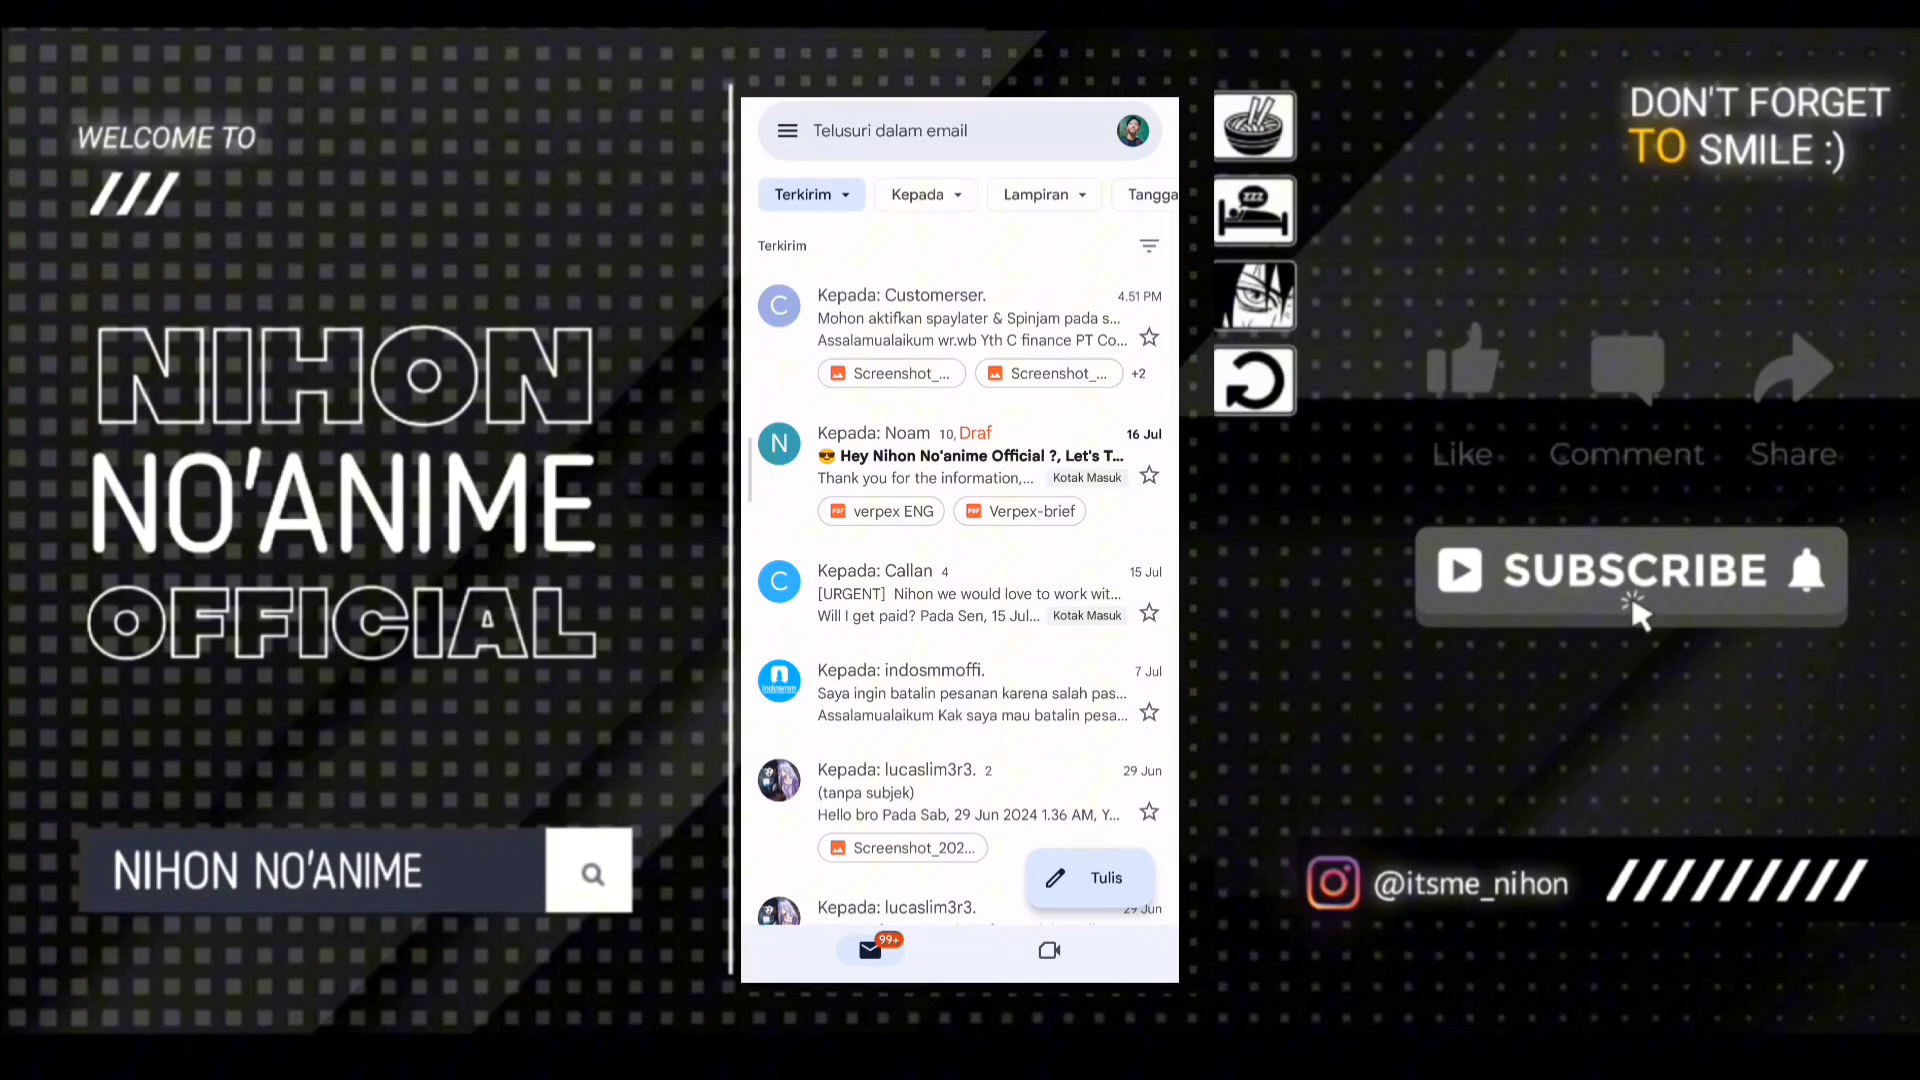 WELCOME TO
NIHON
NO'ANIME
OFFICIAL
NIHON NO'ANIME
Telusuri dalam email
Terkirim
Kepada
Lampiran
Tangga
Terkirim
C
Kepada: Customerser.
4.51 PM
Mohon aktifkan spaylater & Spinjam pada s...
Assalamualaikum wr.wb Yth C finance PT Co...
Screenshot_...
Screenshot_...
+2
N
Kepada: Noam 10, Draf
16 Jul
😎 Hey Nihon No'anime Official ?, Let's T...
Thank you for the information,...
Kotak Masuk
PDF verpex ENG
PDF Verpex-brief
C
Kepada: Callan 4
15 Jul
[URGENT] Nihon we would love to work wit...
Will I get paid? Pada Sen, 15 Jul...
Kotak Masuk
indosmm
Kepada: indosmmoffi.
7 Jul
Saya ingin batalin pesanan karena salah pas...
Assalamualaikum Kak saya mau batalin pesa...
Kepada: lucaslim3r3. 2
29 Jun
(tanpa subjek)
Hello bro Pada Sab, 29 Jun 2024 1.36 AM, Y...
Screenshot_202...
Tulis
Kepada: lucaslim3r3.
29 Jun
99+
zzz
DON'T FORGET
TO SMILE :)
Like
Comment
Share
SUBSCRIBE
@itsme_nihon